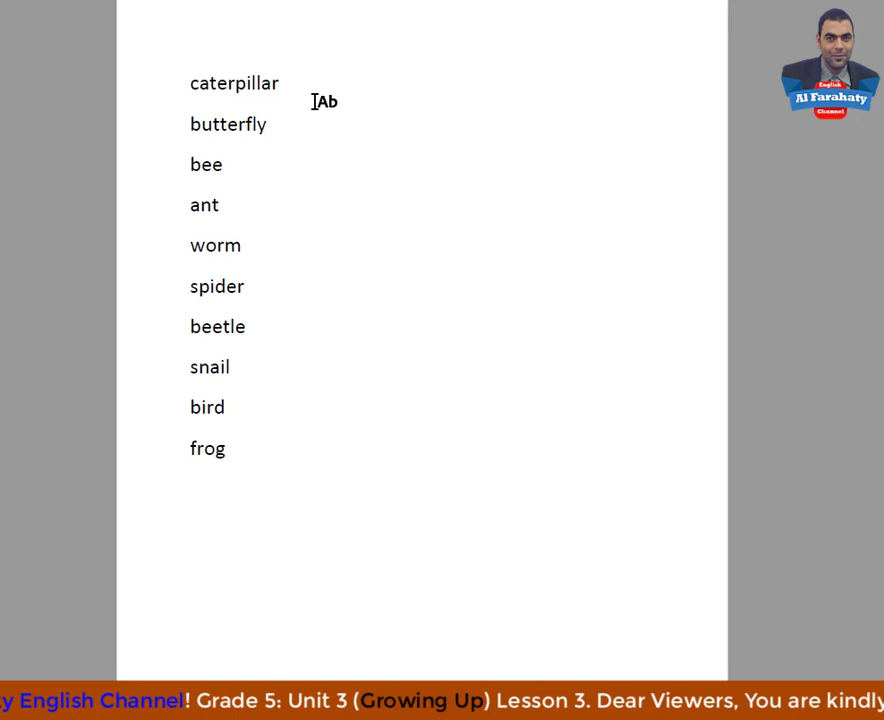 caterpillar
Ab
butterfly
bee
ant
worm
spider
beetle
snail
bird
frog
English
Al Farahaty
Channel
y English Channel! Grade 5: Unit 3 (Growing Up) Lesson 3. Dear Viewers, You are kindly